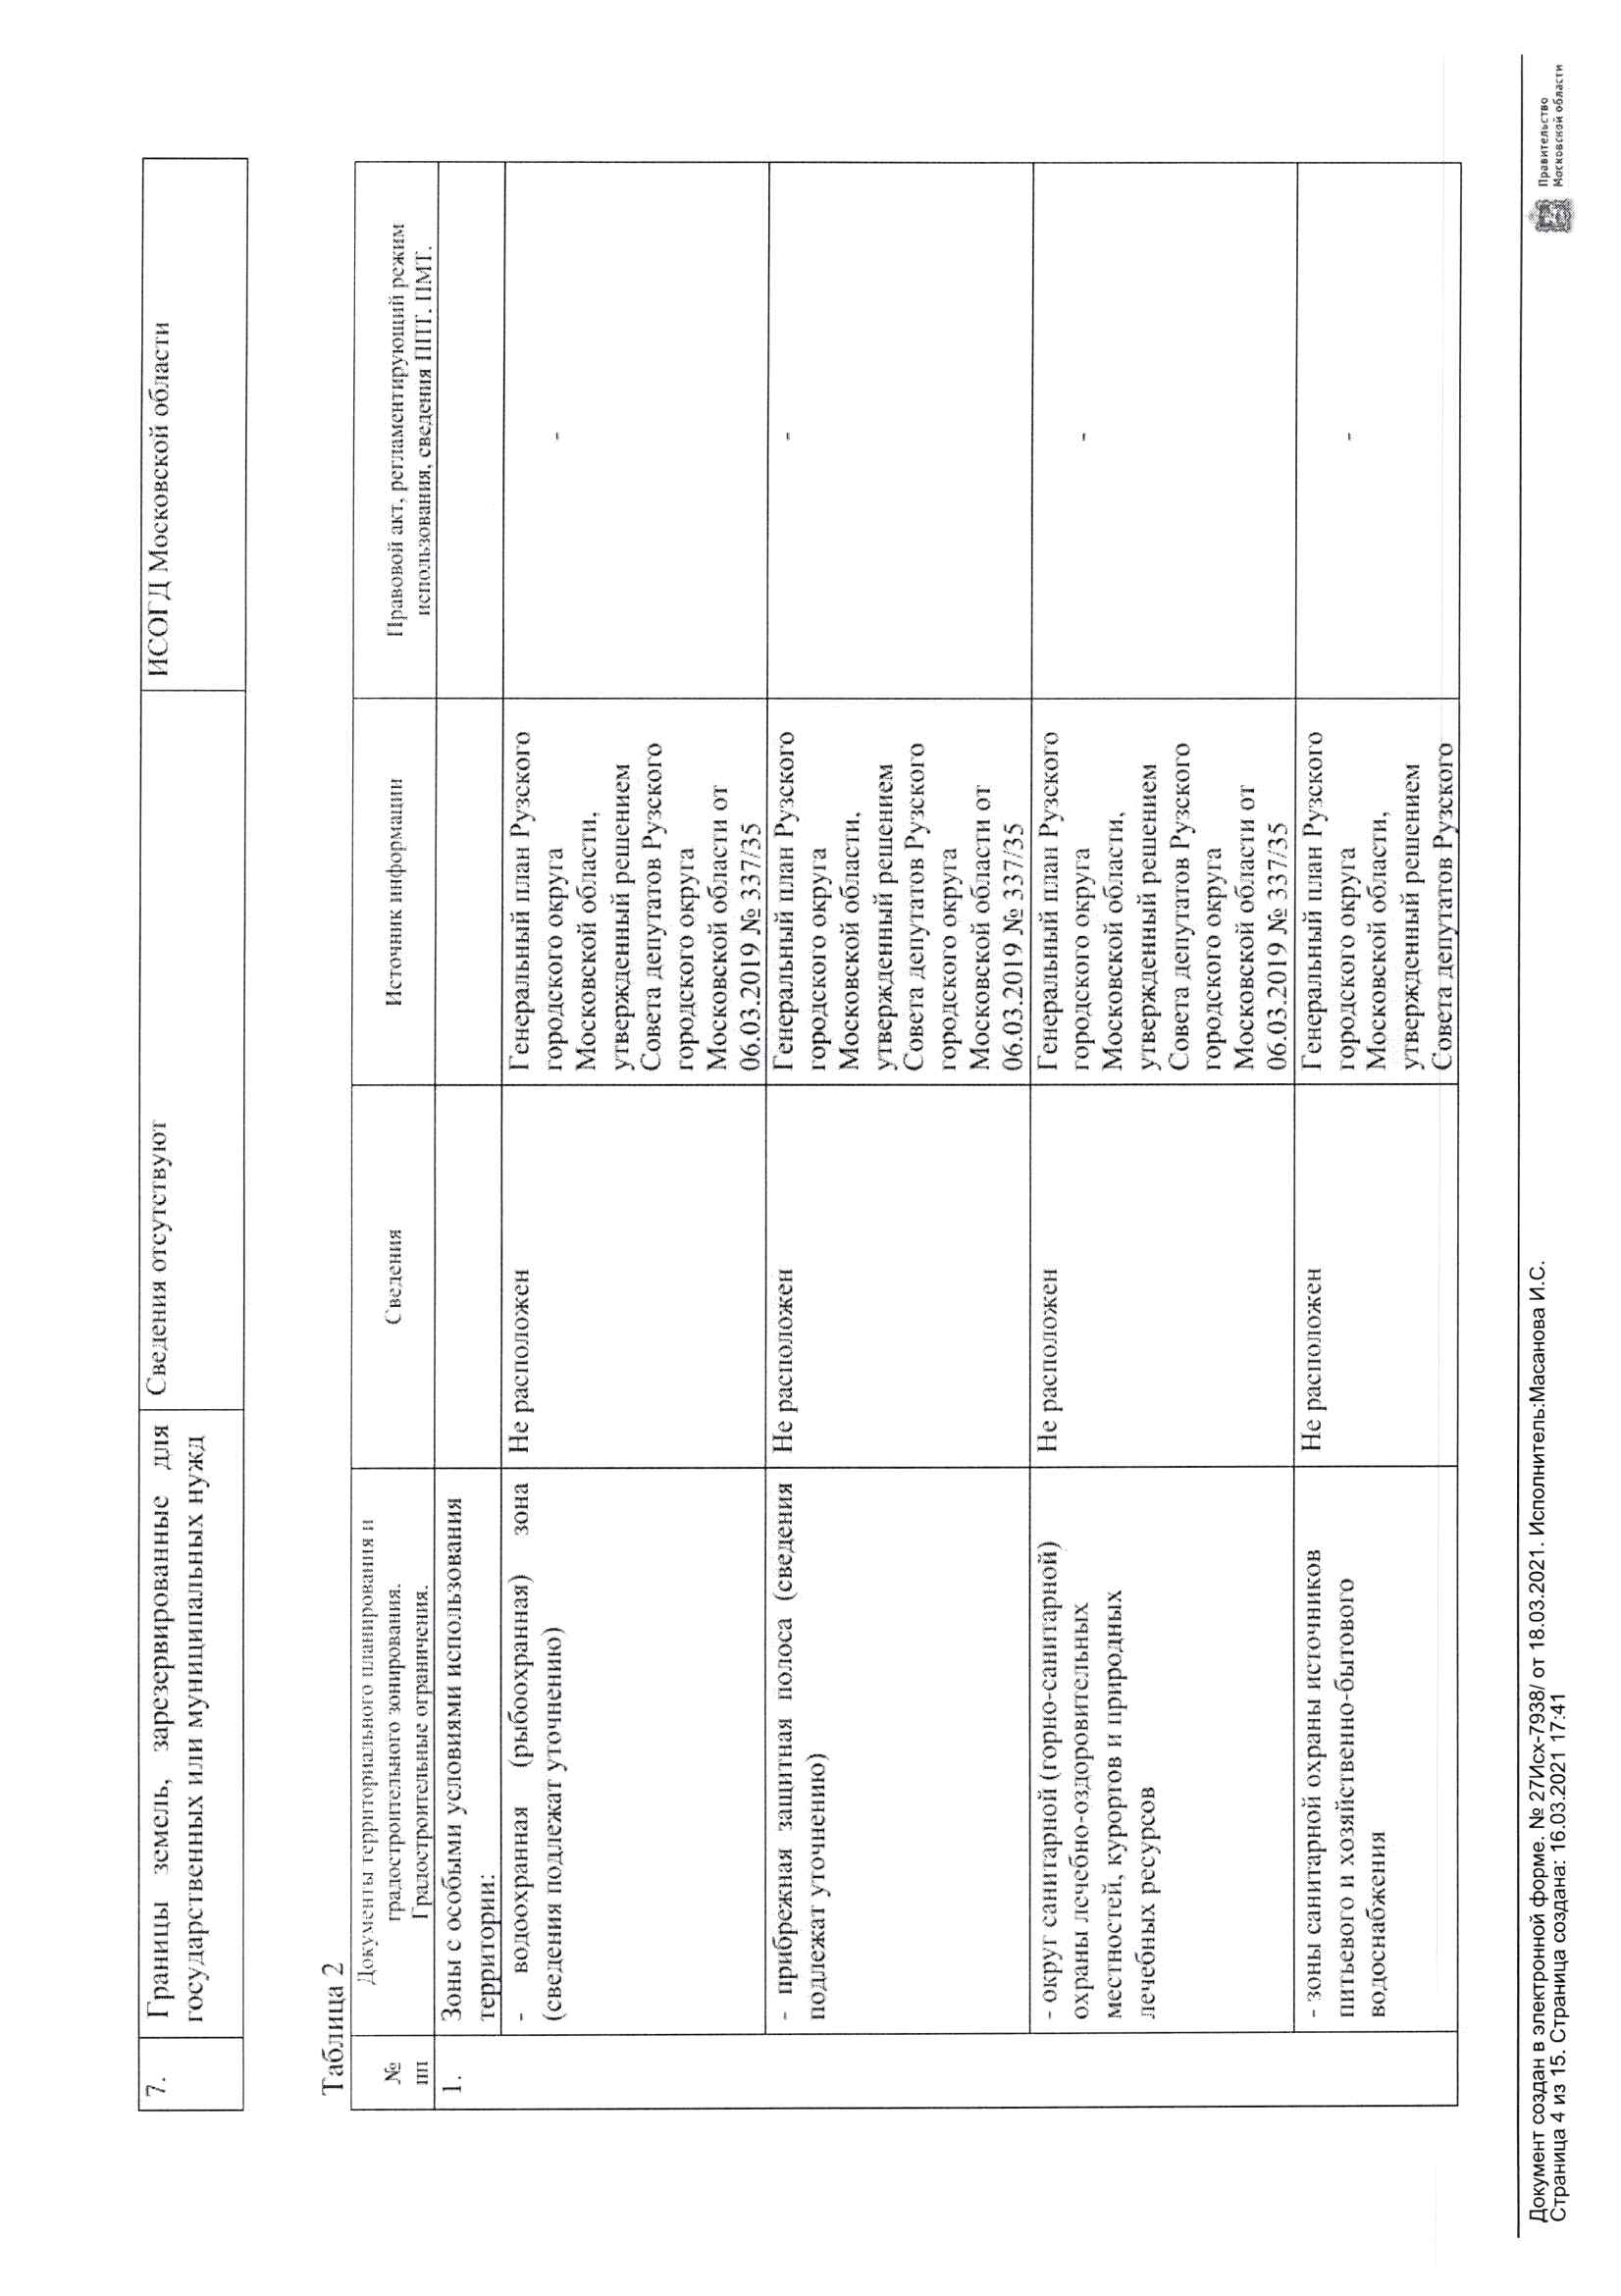 7.
Границы земель, зарезервированные для
государственных или муниципальных нужд
Сведения отсутствуют
ИСОГД Московской области
Таблица 2
№
пп
Документы территориального планирования и
градостроительного зонирования.
Градостроительные ограничения.
Сведения
Источник информации
Правовой акт, регламентирующий режим
использования, сведения ППТ. ПМТ.
1.
Зоны с особыми условиями использования
территории:
- водоохранная (рыбоохранная) зона
(сведения подлежат уточнению)
Не расположен
Генеральный план Рузского
городского округа
Московской области,
утвержденный решением
Совета депутатов Рузского
городского округа
Московской области от
06.03.2019 № 337/35
-
- прибрежная защитная полоса (сведения
подлежат уточнению)
Не расположен
Генеральный план Рузского
городского округа
Московской области,
утвержденный решением
Совета депутатов Рузского
городского округа
Московской области от
06.03.2019 № 337/35
-
- округ санитарной (горно-санитарной)
охраны лечебно-оздоровительных
местностей, курортов и природных
лечебных ресурсов
Не расположен
Генеральный план Рузского
городского округа
Московской области,
утвержденный решением
Совета депутатов Рузского
городского округа
Московской области от
06.03.2019 № 337/35
-
- зоны санитарной охраны источников
питьевого и хозяйственно-бытового
водоснабжения
Не расположен
Генеральный план Рузского
городского округа
Московской области,
утвержденный решением
Совета депутатов Рузского
-
Документ создан в электронной форме. № 27Исх-7938/ от 18.03.2021. Исполнитель:Масанова И.С.
Страница 4 из 15. Страница создана: 16.03.2021 17:41
Правительство
Московской области